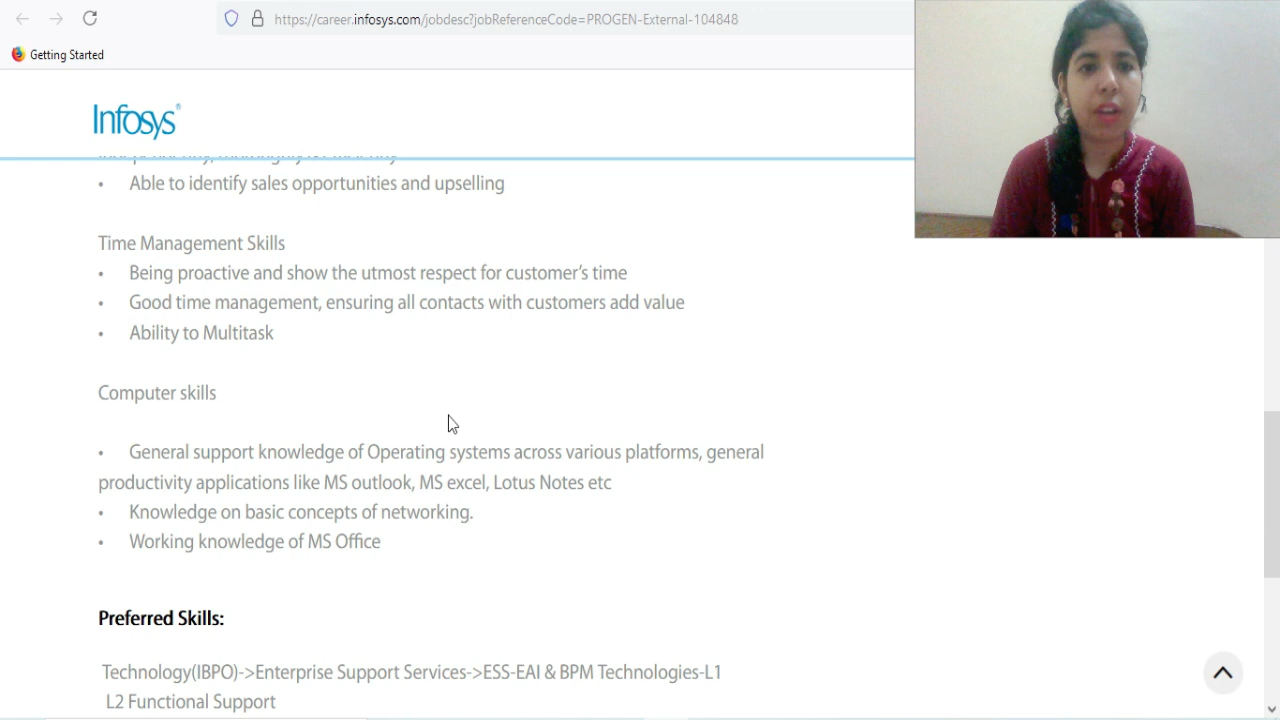 https://career.infosys.com/jobdesc?jobReferenceCode=PROGEN-External-104848
Getting Started
Infosys®
• Able to identify sales opportunities and upselling
Time Management Skills
• Being proactive and show the utmost respect for customer's time
• Good time management, ensuring all contacts with customers add value
• Ability to Multitask
Computer skills
• General support knowledge of Operating systems across various platforms, general
productivity applications like MS outlook, MS excel, Lotus Notes etc
• Knowledge on basic concepts of networking.
• Working knowledge of MS Office
Preferred Skills:
Technology(IBPO)->Enterprise Support Services->ESS-EAI & BPM Technologies-L1
L2 Functional Support